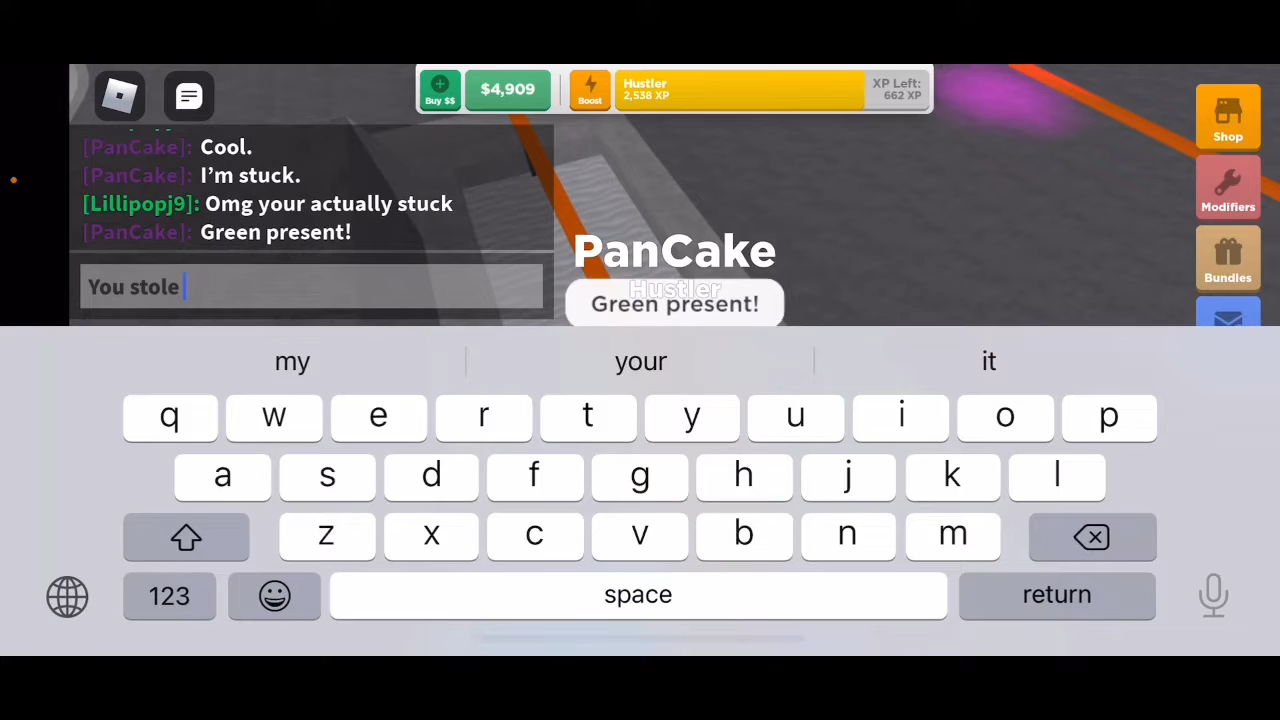 Buy $$
$4,909
Boost
Hustler
2,538 XP
XP Left:
662 XP
[PanCake]: Cool.
[PanCake]: I'm stuck.
[Lillipopj9]: Omg your actually stuck
[PanCake]: Green present!
You stole
PanCake
Hustler
Green present!
Shop
Modifiers
Bundles
my your it
q w e r t y u i o p
a s d f g h j k l
z x c v b n m
123 space return